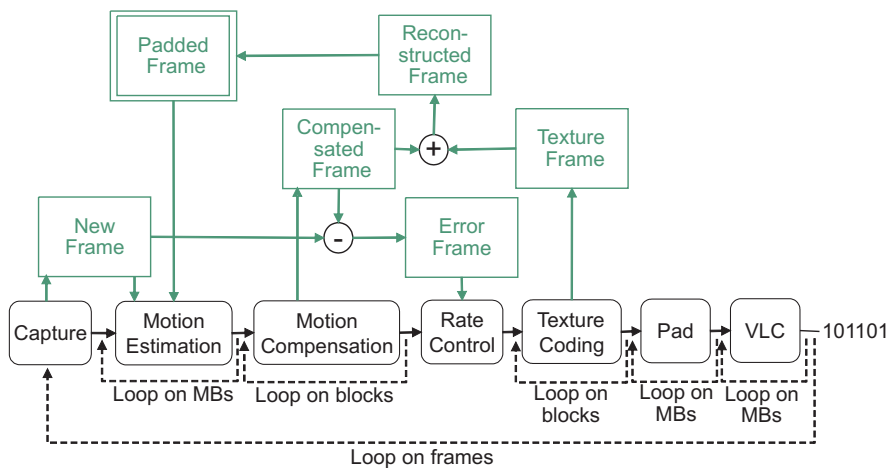 Padded
Frame
Recon-
structed
Frame
Compen-
sated
Frame
+
Texture
Frame
New
Frame
-
Error
Frame
Capture
Motion
Estimation
Motion
Compensation
Rate
Control
Texture
Coding
Pad
VLC
101101
Loop on MBs
Loop on blocks
Loop on
blocks
Loop on
MBs
Loop on
MBs
Loop on frames